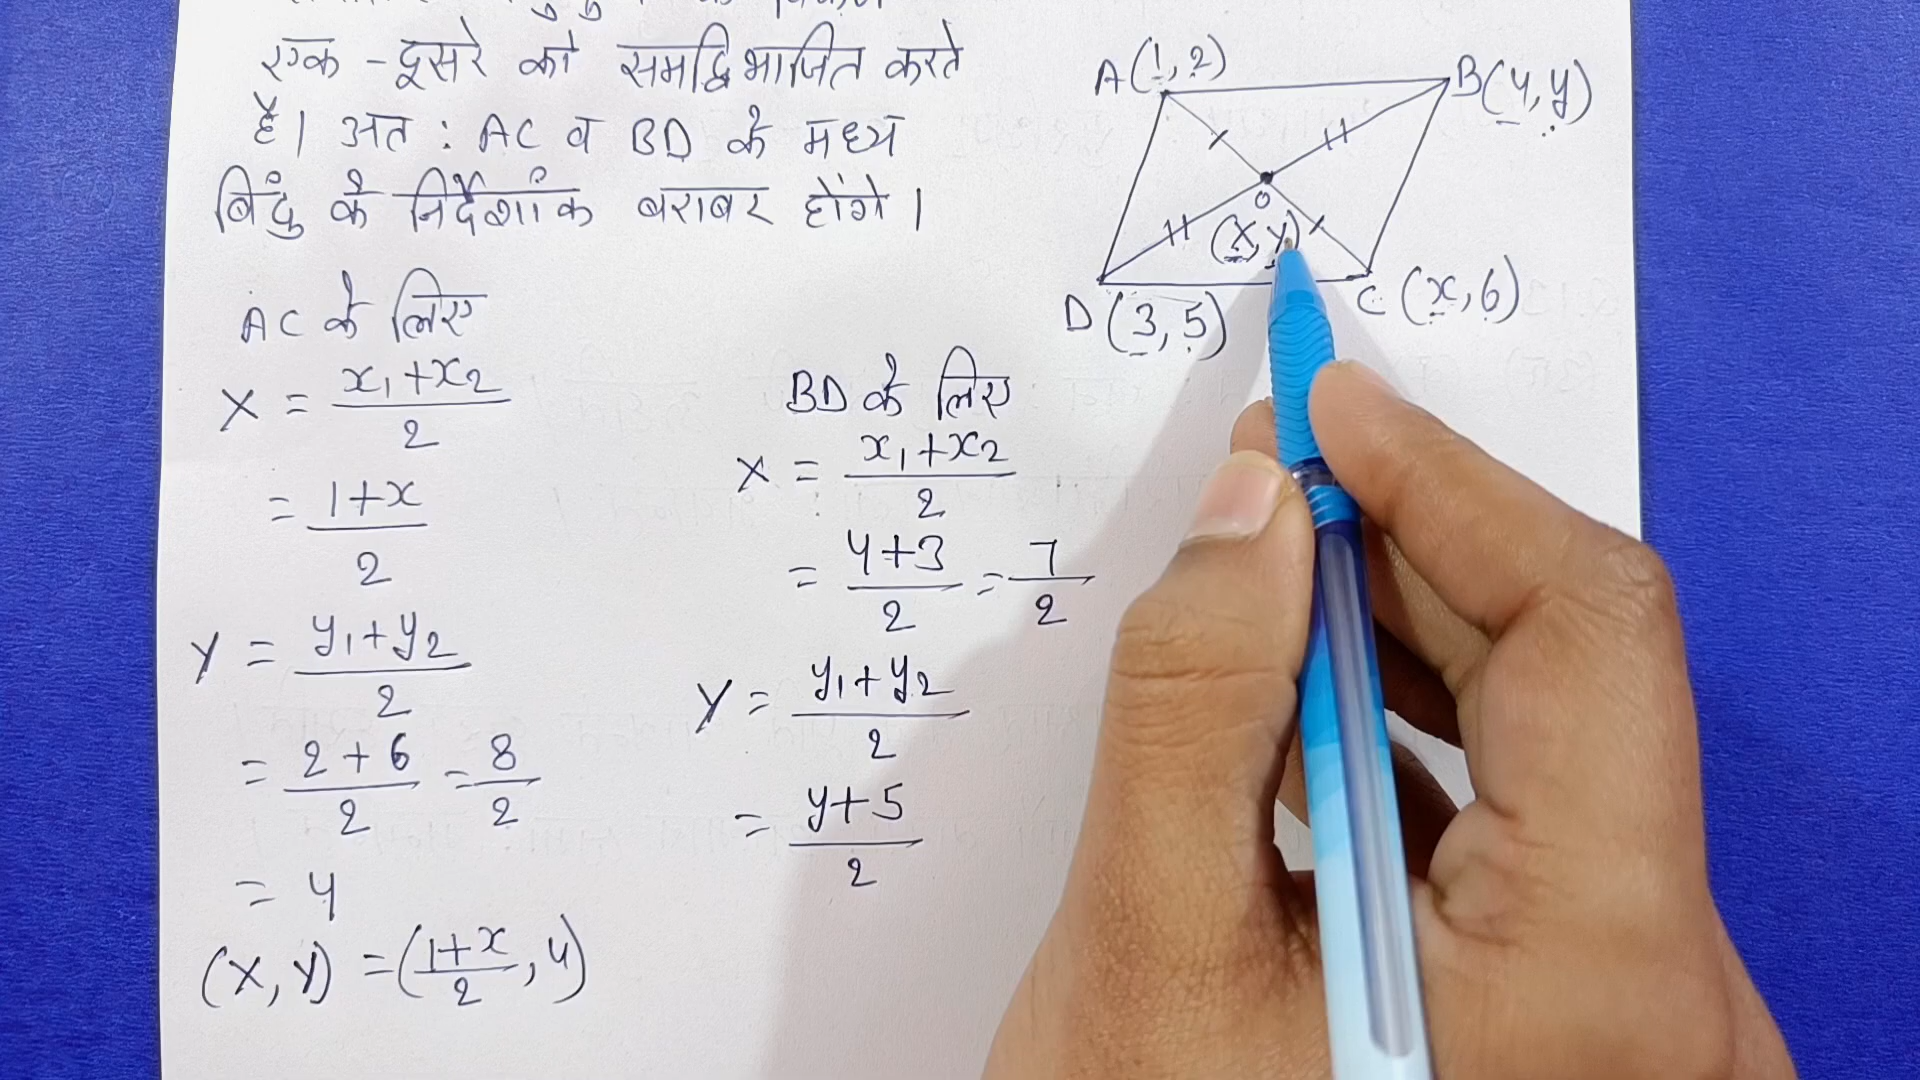 एक - दूसरे को समद्विभाजित करते
हैं। अत : AC व BD के मध्य
बिंदु के निर्देशांक बराबर होंगे।
AC के लिए
X = x₁+x₂/2
= 1+x/2
Y = y₁+y₂/2
= 2+6/2 = 8/2
= 4
(X, Y) = (1+x/2, 4)
BD के लिए
X = x₁+x₂/2
= 4+3/2 = 7/2
Y = y₁+y₂/2
= y+5/2
A(1, 2)
B(4, y)
O
(X, Y)
D(3, 5)
C(x, 6)